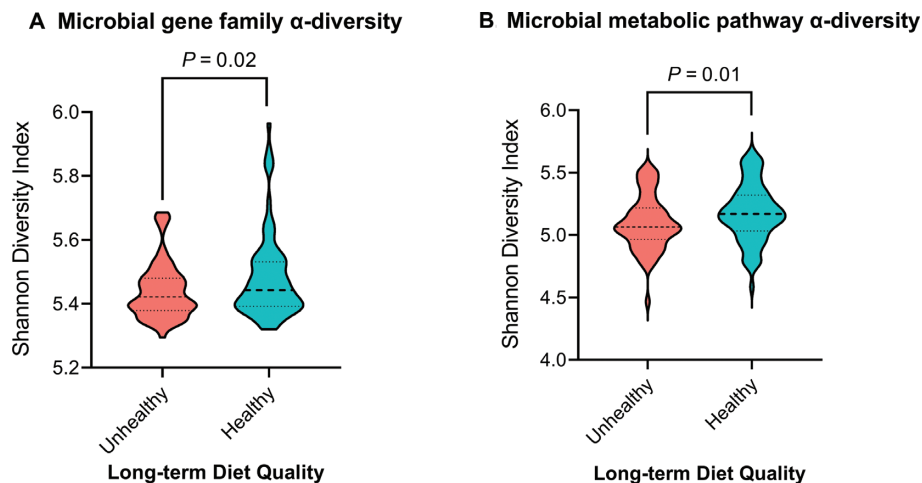 A Microbial gene family α-diversity
P = 0.02
Shannon Diversity Index
6.0
5.8
5.6
5.4
5.2
Unhealthy
Healthy
Long-term Diet Quality
B Microbial metabolic pathway α-diversity
P = 0.01
Shannon Diversity Index
6.0
5.5
5.0
4.5
4.0
Unhealthy
Healthy
Long-term Diet Quality